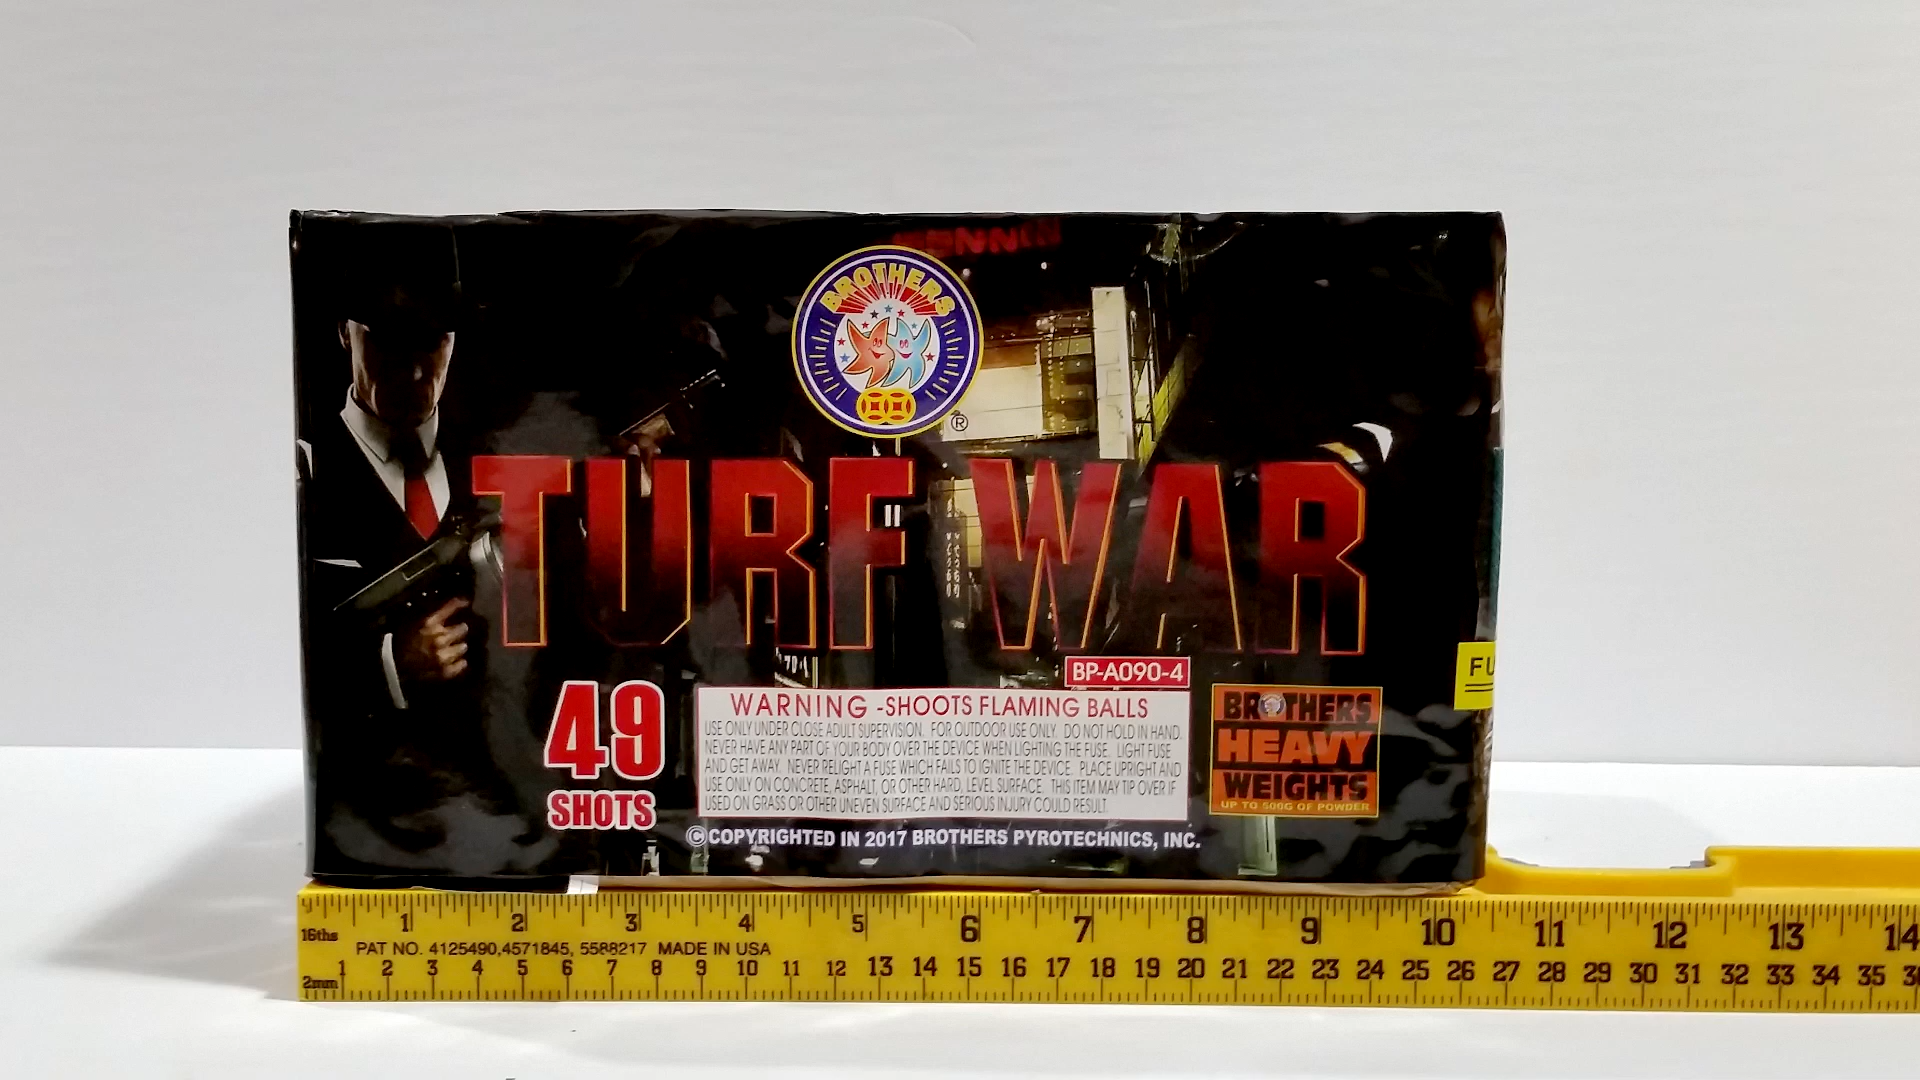 BROTHERS
®
TURF WAR
BP-A090-4
49
SHOTS
WARNING -SHOOTS FLAMING BALLS
USE ONLY UNDER CLOSE ADULT SUPERVISION. FOR OUTDOOR USE ONLY. DO NOT HOLD IN HAND.
NEVER HAVE ANY PART OF YOUR BODY OVER THE DEVICE WHEN LIGHTING THE FUSE. LIGHT FUSE
AND GET AWAY. NEVER RELIGHT A FUSE WHICH FAILS TO IGNITE THE DEVICE. PLACE UPRIGHT AND
USE ONLY ON CONCRETE, ASPHALT, OR OTHER HARD, LEVEL SURFACE. THIS ITEM MAY TIP OVER IF
USED ON GRASS OR OTHER UNEVEN SURFACE AND SERIOUS INJURY COULD RESULT.
©COPYRIGHTED IN 2017 BROTHERS PYROTECHNICS, INC.
BROTHERS
HEAVY
WEIGHTS
UP TO 500G OF POWDER
FU
1 2 3 4 5 6 7 8 9 10 11 12 13 14
16ths
PAT NO. 4125490,4571845, 5588217 MADE IN USA
1 2 3 4 5 6 7 8 9 10 11 12 13 14 15 16 17 18 19 20 21 22 23 24 25 26 27 28 29 30 31 32 33 34 35
2mm